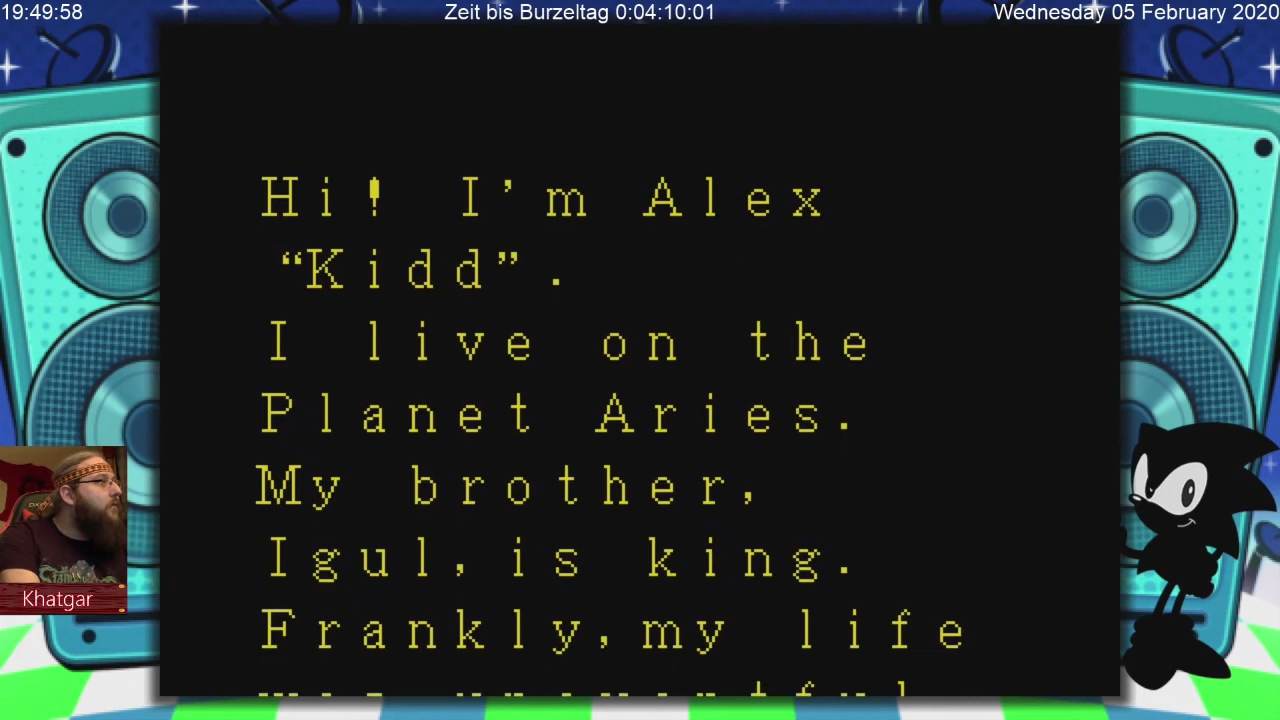 19:49:58
Zeit bis Burzeltag 0:04:10:01
Wednesday 05 February 2020
Hi! I'm Alex
“Kidd”.
I live on the
Planet Aries.
My brother,
Igul, is king.
Frankly, my life
Khatgar